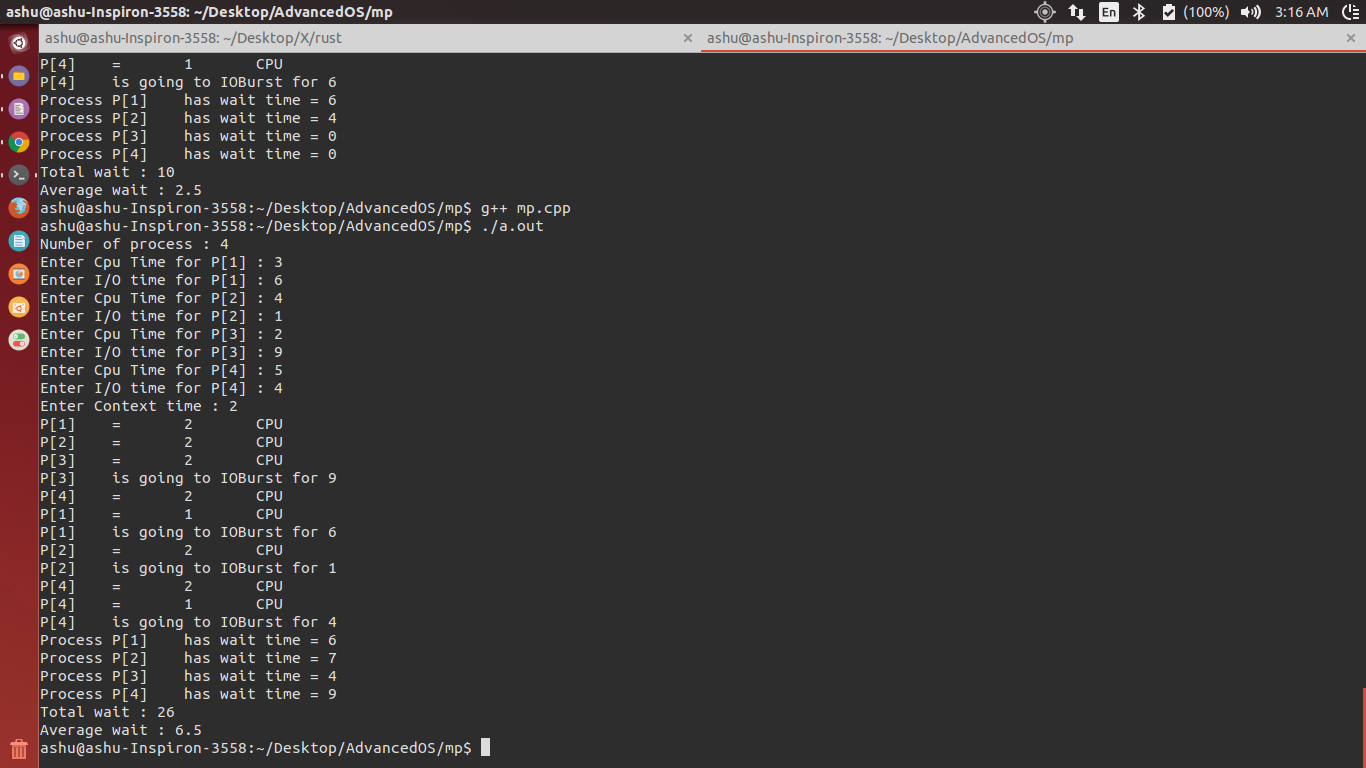 ashu@ashu-Inspiron-3558: ~/Desktop/AdvancedOS/mp
En
(100%)
3:16 AM
ashu@ashu-Inspiron-3558: ~/Desktop/X/rust
ashu@ashu-Inspiron-3558: ~/Desktop/AdvancedOS/mp
P[4]    =       1       CPU
P[4]    is going to IOBurst for 6
Process P[1]    has wait time = 6
Process P[2]    has wait time = 4
Process P[3]    has wait time = 0
Process P[4]    has wait time = 0
Total wait : 10
Average wait : 2.5
ashu@ashu-Inspiron-3558:~/Desktop/AdvancedOS/mp$ g++ mp.cpp
ashu@ashu-Inspiron-3558:~/Desktop/AdvancedOS/mp$ ./a.out
Number of process : 4
Enter Cpu Time for P[1] : 3
Enter I/O time for P[1] : 6
Enter Cpu Time for P[2] : 4
Enter I/O time for P[2] : 1
Enter Cpu Time for P[3] : 2
Enter I/O time for P[3] : 9
Enter Cpu Time for P[4] : 5
Enter I/O time for P[4] : 4
Enter Context time : 2
P[1]    =       2       CPU
P[2]    =       2       CPU
P[3]    =       2       CPU
P[3]    is going to IOBurst for 9
P[4]    =       2       CPU
P[1]    =       1       CPU
P[1]    is going to IOBurst for 6
P[2]    =       2       CPU
P[2]    is going to IOBurst for 1
P[4]    =       2       CPU
P[4]    =       1       CPU
P[4]    is going to IOBurst for 4
Process P[1]    has wait time = 6
Process P[2]    has wait time = 7
Process P[3]    has wait time = 4
Process P[4]    has wait time = 9
Total wait : 26
Average wait : 6.5
ashu@ashu-Inspiron-3558:~/Desktop/AdvancedOS/mp$